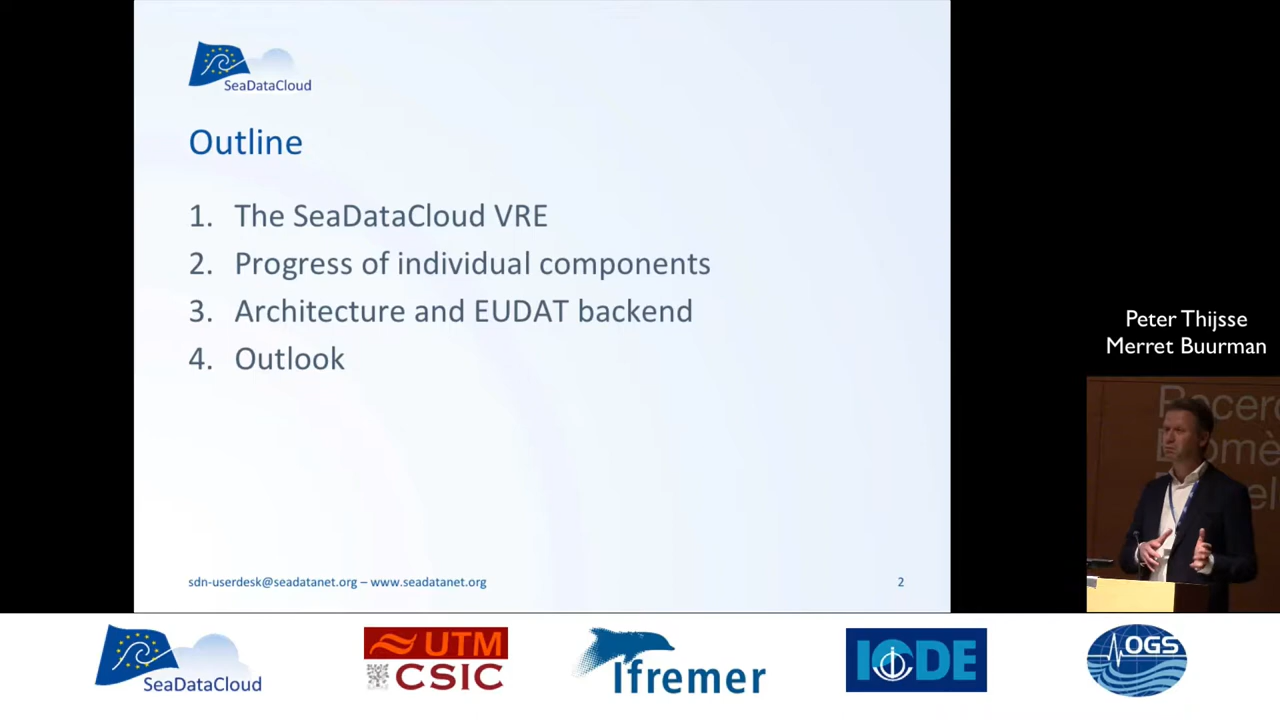 SeaDataCloud
Outline
1. The SeaDataCloud VRE
2. Progress of individual components
3. Architecture and EUDAT backend
4. Outlook
sdn-userdesk@seadatanet.org – www.seadatanet.org
2
Peter Thijsse
Merret Buurman
SeaDataCloud
UTM
CSIC
Ifremer
IODE
OGS